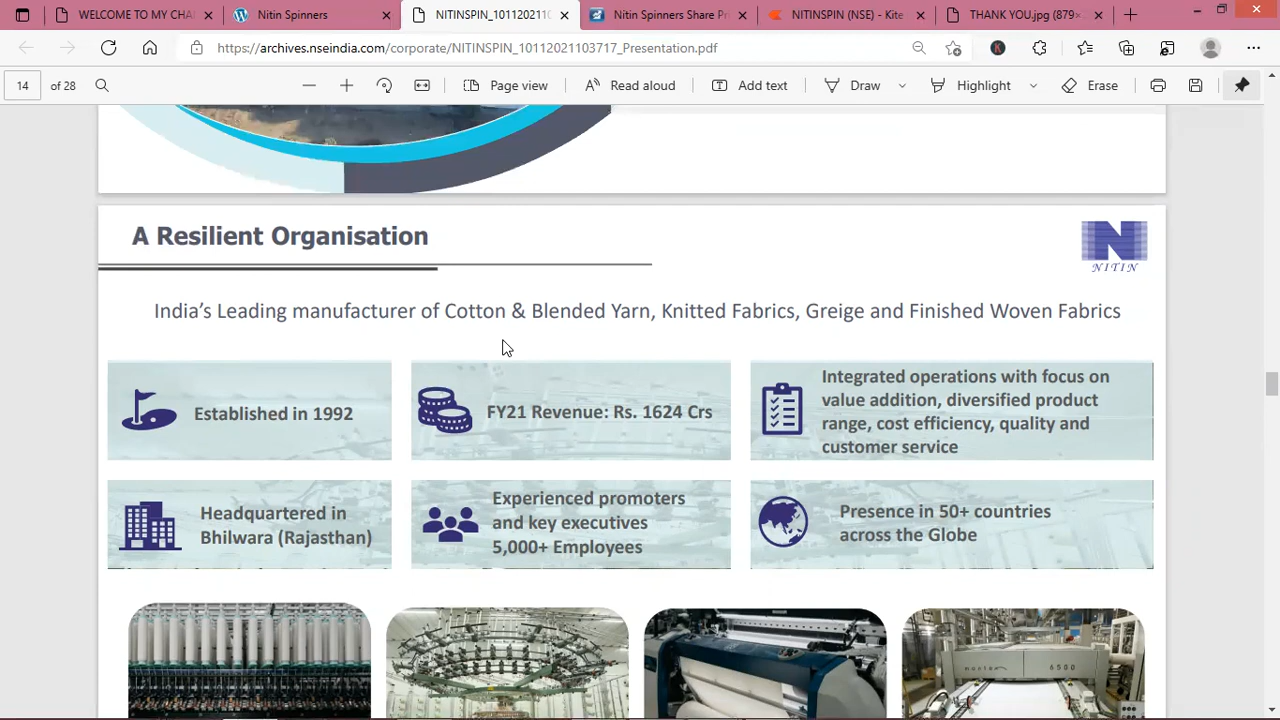 WELCOME TO MY CHA
Nitin Spinners
NITINSPIN_1011202110
Nitin Spinners Share Pri
NITINSPIN (NSE) - Kite
THANK YOU.jpg (879×
https://archives.nseindia.com/corporate/NITINSPIN_10112021103717_Presentation.pdf
K
14 of 28
Page view
Read aloud
Add text
Draw
Highlight
Erase
A Resilient Organisation
N
NITIN
India's Leading manufacturer of Cotton & Blended Yarn, Knitted Fabrics, Greige and Finished Woven Fabrics
Established in 1992
FY21 Revenue: Rs. 1624 Crs
Integrated operations with focus on
value addition, diversified product
range, cost efficiency, quality and
customer service
Headquartered in
Bhilwara (Rajasthan)
Experienced promoters
and key executives
5,000+ Employees
Presence in 50+ countries
across the Globe
6500